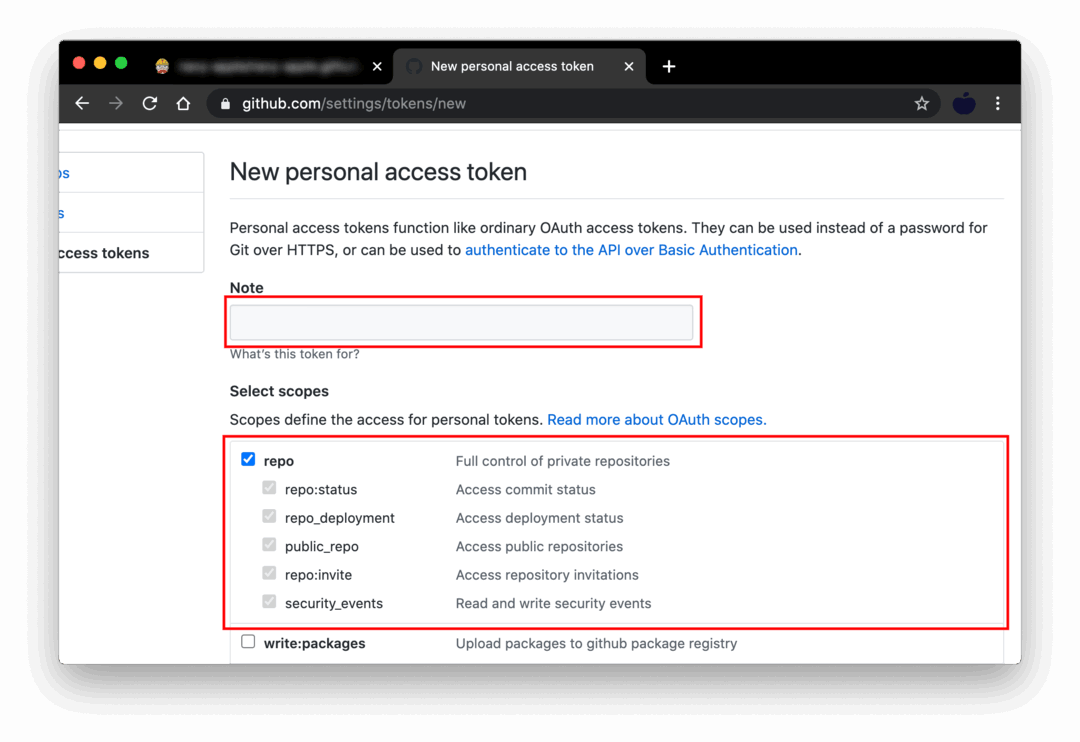 New personal access token
github.com/settings/tokens/new
os
s
ccess tokens
New personal access token
Personal access tokens function like ordinary OAuth access tokens. They can be used instead of a password for
Git over HTTPS, or can be used to authenticate to the API over Basic Authentication.
Note
What's this token for?
Select scopes
Scopes define the access for personal tokens. Read more about OAuth scopes.
repo Full control of private repositories
repo:status Access commit status
repo_deployment Access deployment status
public_repo Access public repositories
repo:invite Access repository invitations
security_events Read and write security events
write:packages Upload packages to github package registry